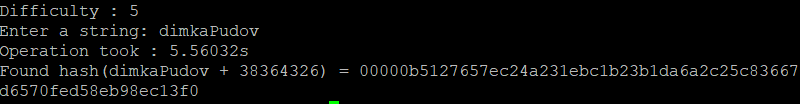 Difficulty : 5
Enter a string: dimkaPudov
Operation took : 5.56032s
Found hash(dimkaPudov + 38364326) = 00000b5127657ec24a231ebc1b23b1da6a2c25c83667
d6570fed58eb98ec13f0